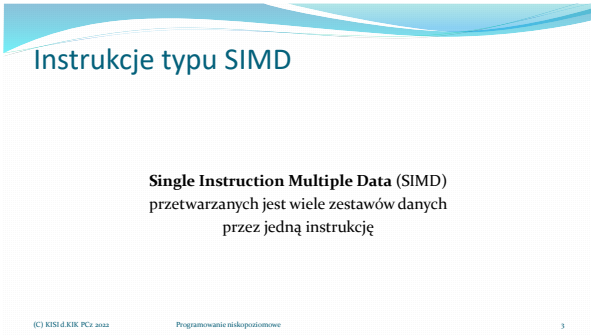 Instrukcje typu SIMD
Single Instruction Multiple Data (SIMD)
przetwarzanych jest wiele zestawów danych
przez jedną instrukcję
(C) KISI d.KIK PCz 2022 Programowanie niskopoziomowe 3